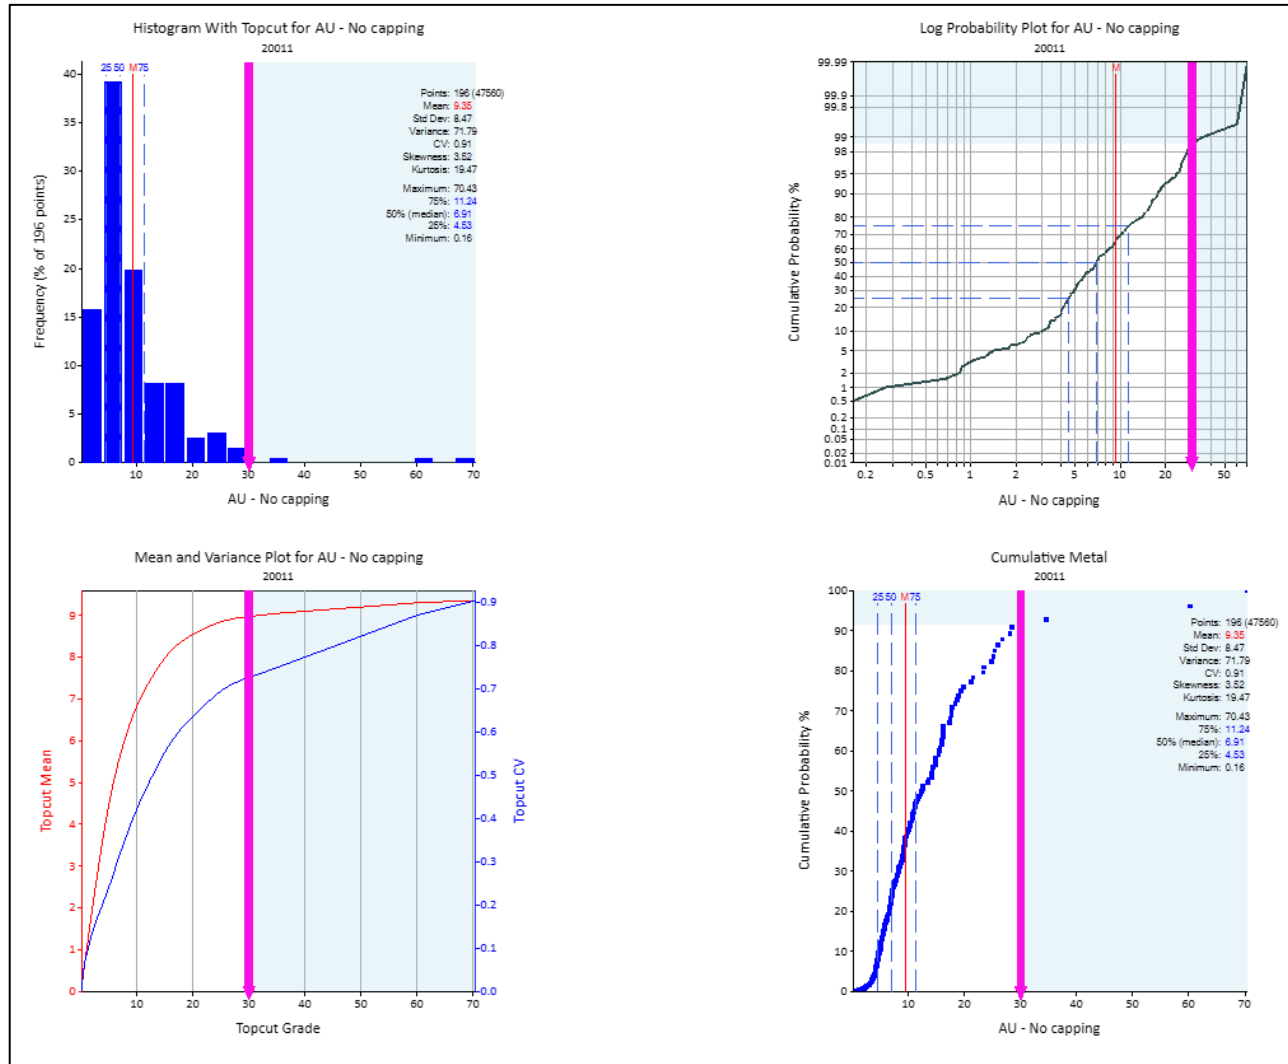 Histogram With Topcut for AU - No capping
20011
25 50 M 75
40
35
30
25
20
15
10
5
0
Frequency (% of 196 points)
Points: 196 (47560)
Mean: 9.35
Std Dev: 8.47
Variance: 71.79
CV: 0.91
Skewness: 3.52
Kurtosis: 19.47
Maximum: 70.43
75%: 11.24
50% (median): 6.91
25%: 4.53
Minimum: 0.16
10 20 30 40 50 60 70
AU - No capping
Log Probability Plot for AU - No capping
20011
M
99.99
99.9
99.8
99
98
95
90
80
70
60
50
40
30
20
10
5
2
1
0.5
0.2
0.1
0.05
0.02
0.01
Cumulative Probability %
0.2 0.5 1 2 5 10 20 50
AU - No capping
Mean and Variance Plot for AU - No capping
20011
9
8
7
6
5
4
3
2
1
0
Topcut Mean
0.9
0.8
0.7
0.6
0.5
0.4
0.3
0.2
0.1
0.0
Topcut CV
10 20 30 40 50 60 70
Topcut Grade
Cumulative Metal
20011
25 50 M 75
100
90
80
70
60
50
40
30
20
10
0
Cumulative Probability %
Points: 196 (47560)
Mean: 9.35
Std Dev: 8.47
Variance: 71.79
CV: 0.91
Skewness: 3.52
Kurtosis: 19.47
Maximum: 70.43
75%: 11.24
50% (median): 6.91
25%: 4.53
Minimum: 0.16
10 20 30 40 50 60 70
AU - No capping